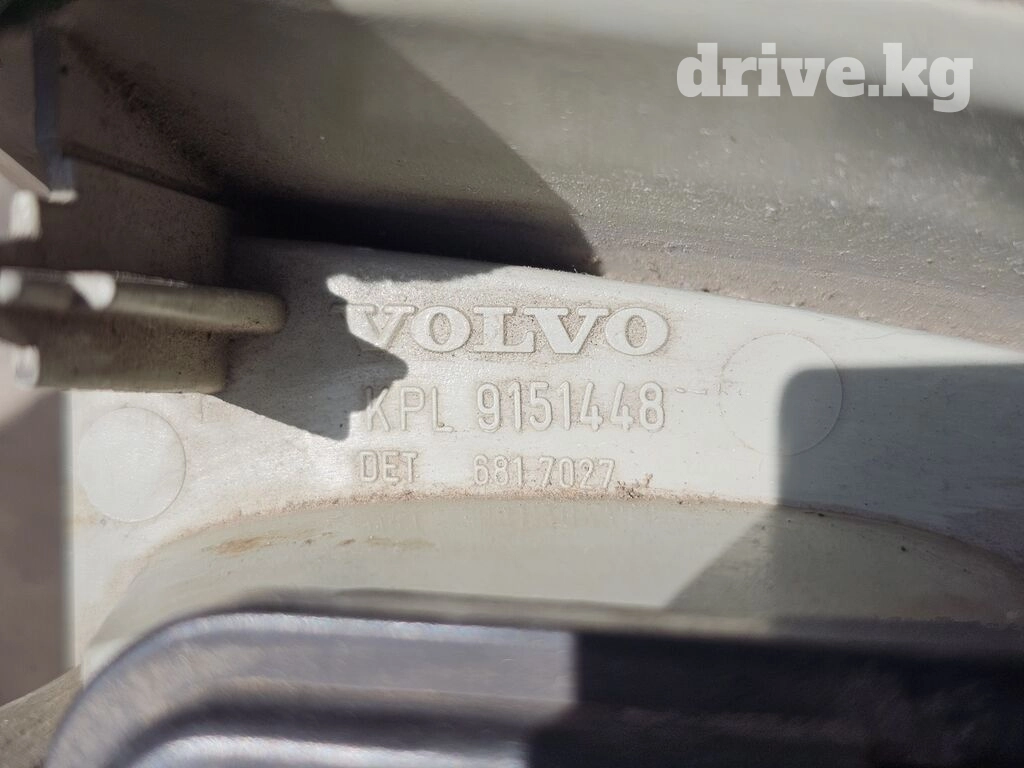 drive.kg
VOLVO
KPL 9151448
DET 681 7027